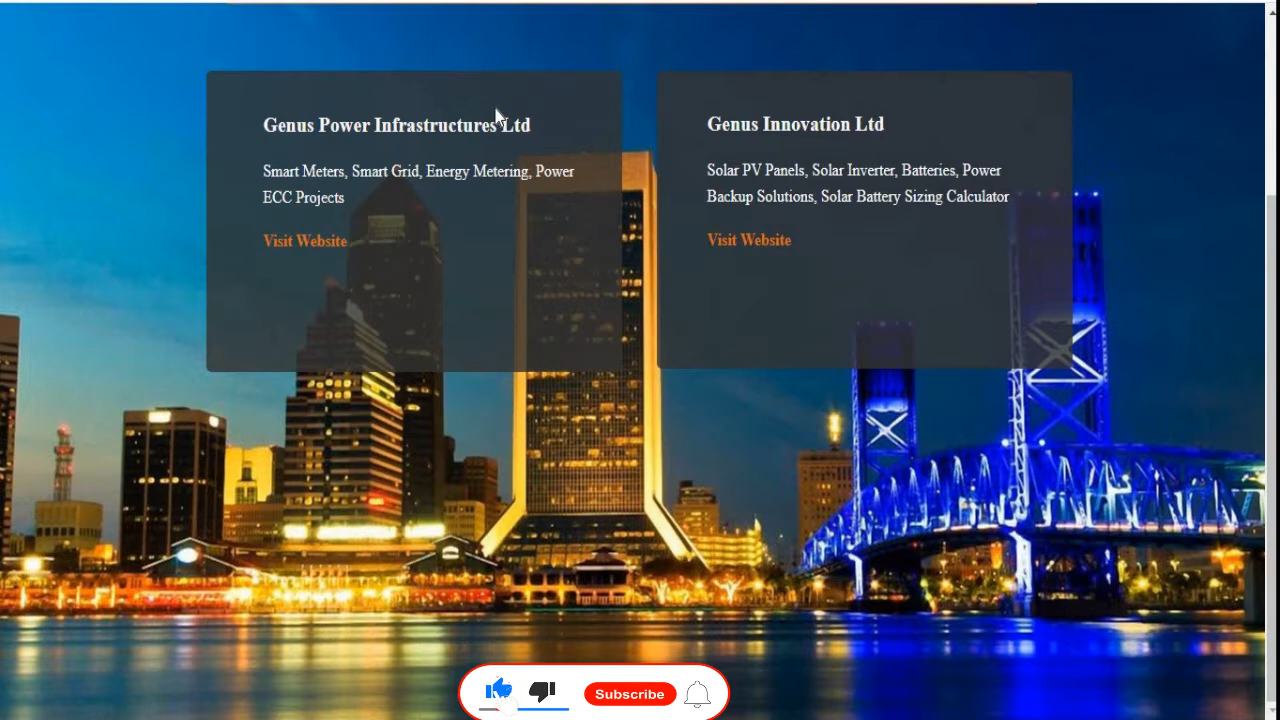 Genus Power Infrastructures Ltd
Smart Meters, Smart Grid, Energy Metering, Power
ECC Projects
Visit Website
Genus Innovation Ltd
Solar PV Panels, Solar Inverter, Batteries, Power
Backup Solutions, Solar Battery Sizing Calculator
Visit Website
Subscribe